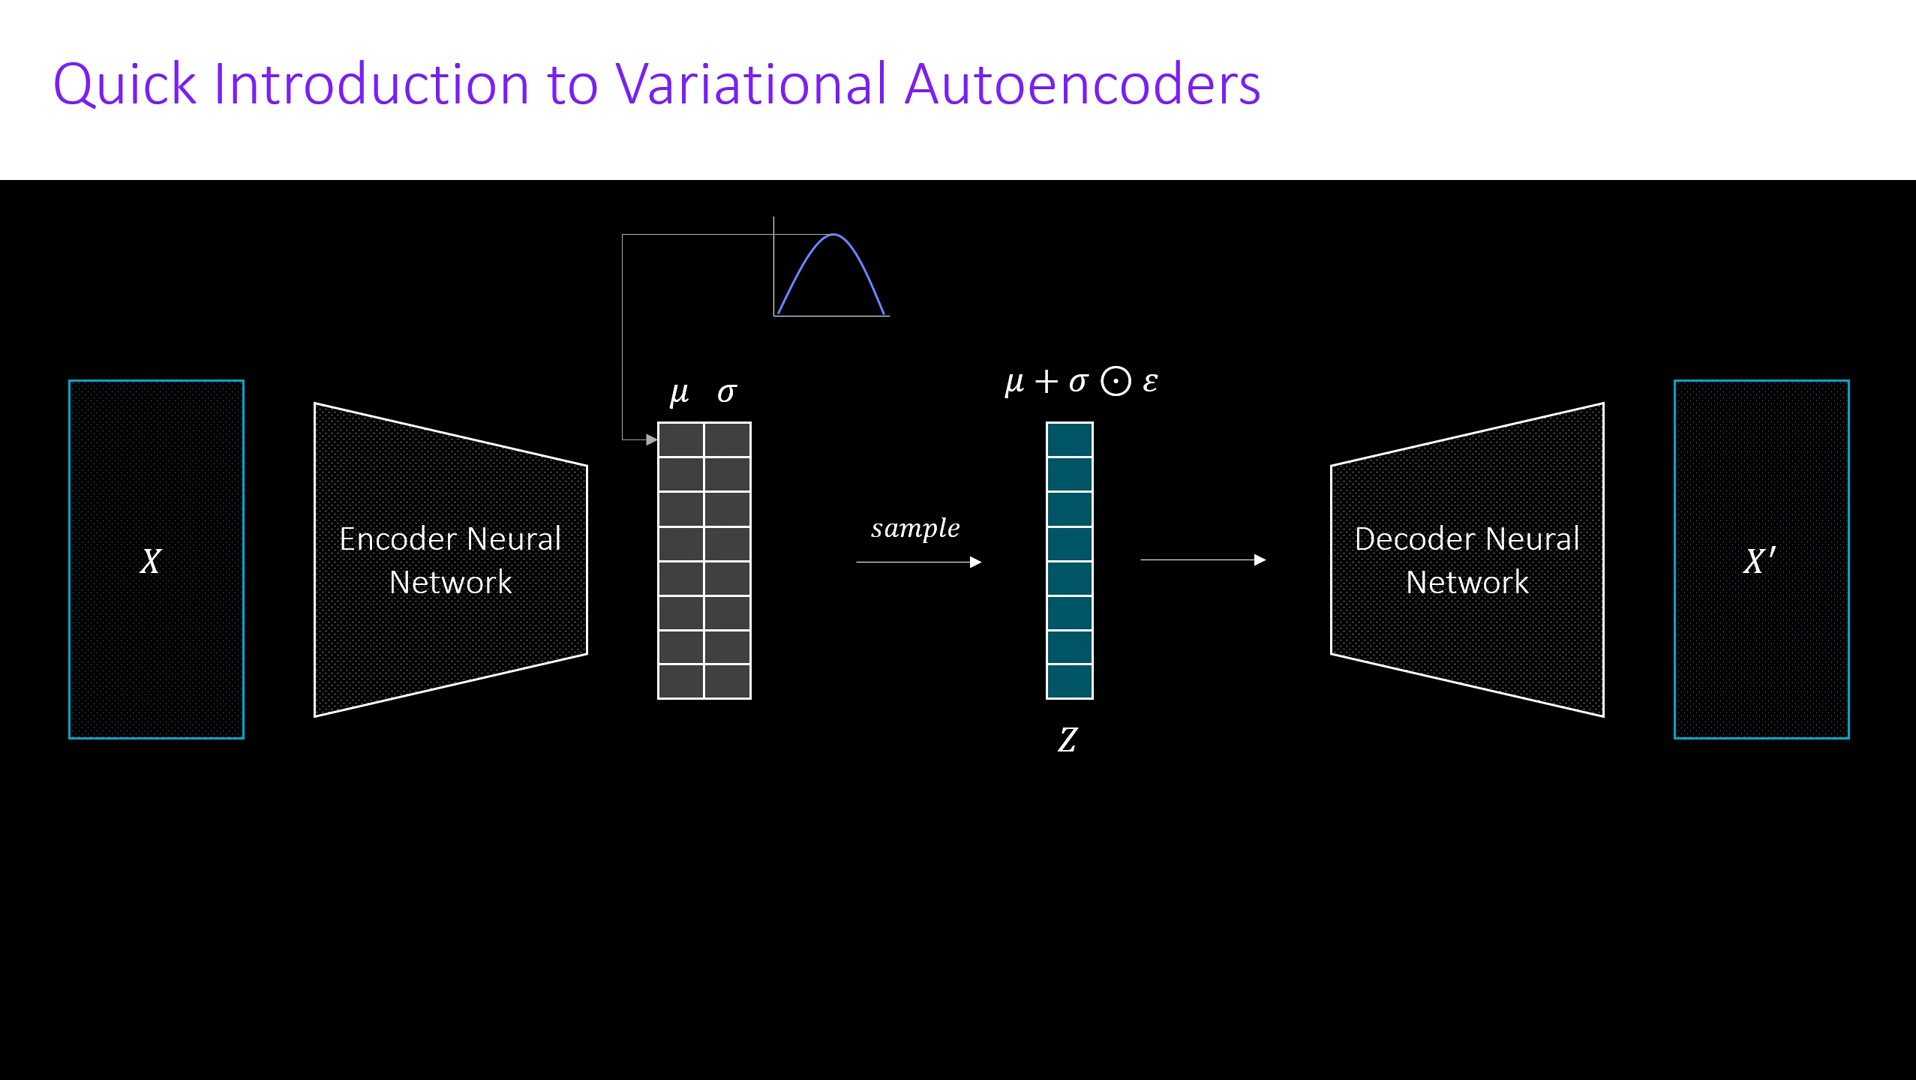 Quick Introduction to Variational Autoencoders
μ σ
μ + σ ⊙ ε
X
Encoder Neural
Network
sample
Decoder Neural
Network
X′
Z